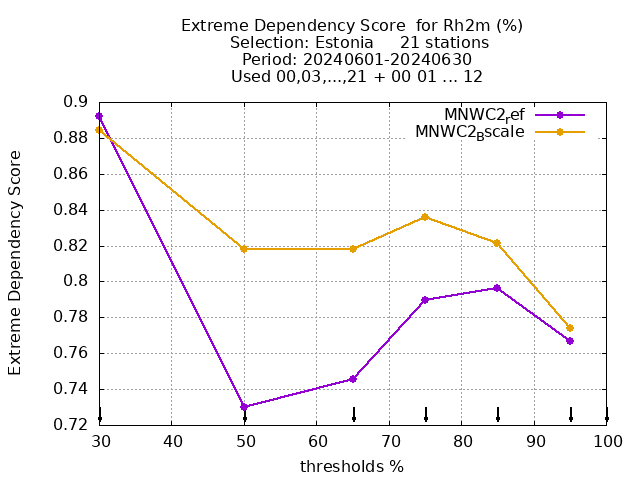 Extreme Dependency Score  for Rh2m (%)
Selection: Estonia     21 stations
Period: 20240601-20240630
Used 00,03,...,21 + 00 01 ... 12
MNWC2ref
MNWC2Bscale
Extreme Dependency Score
0.9
0.88
0.86
0.84
0.82
0.8
0.78
0.76
0.74
0.72
30 40 50 60 70 80 90 100
thresholds %